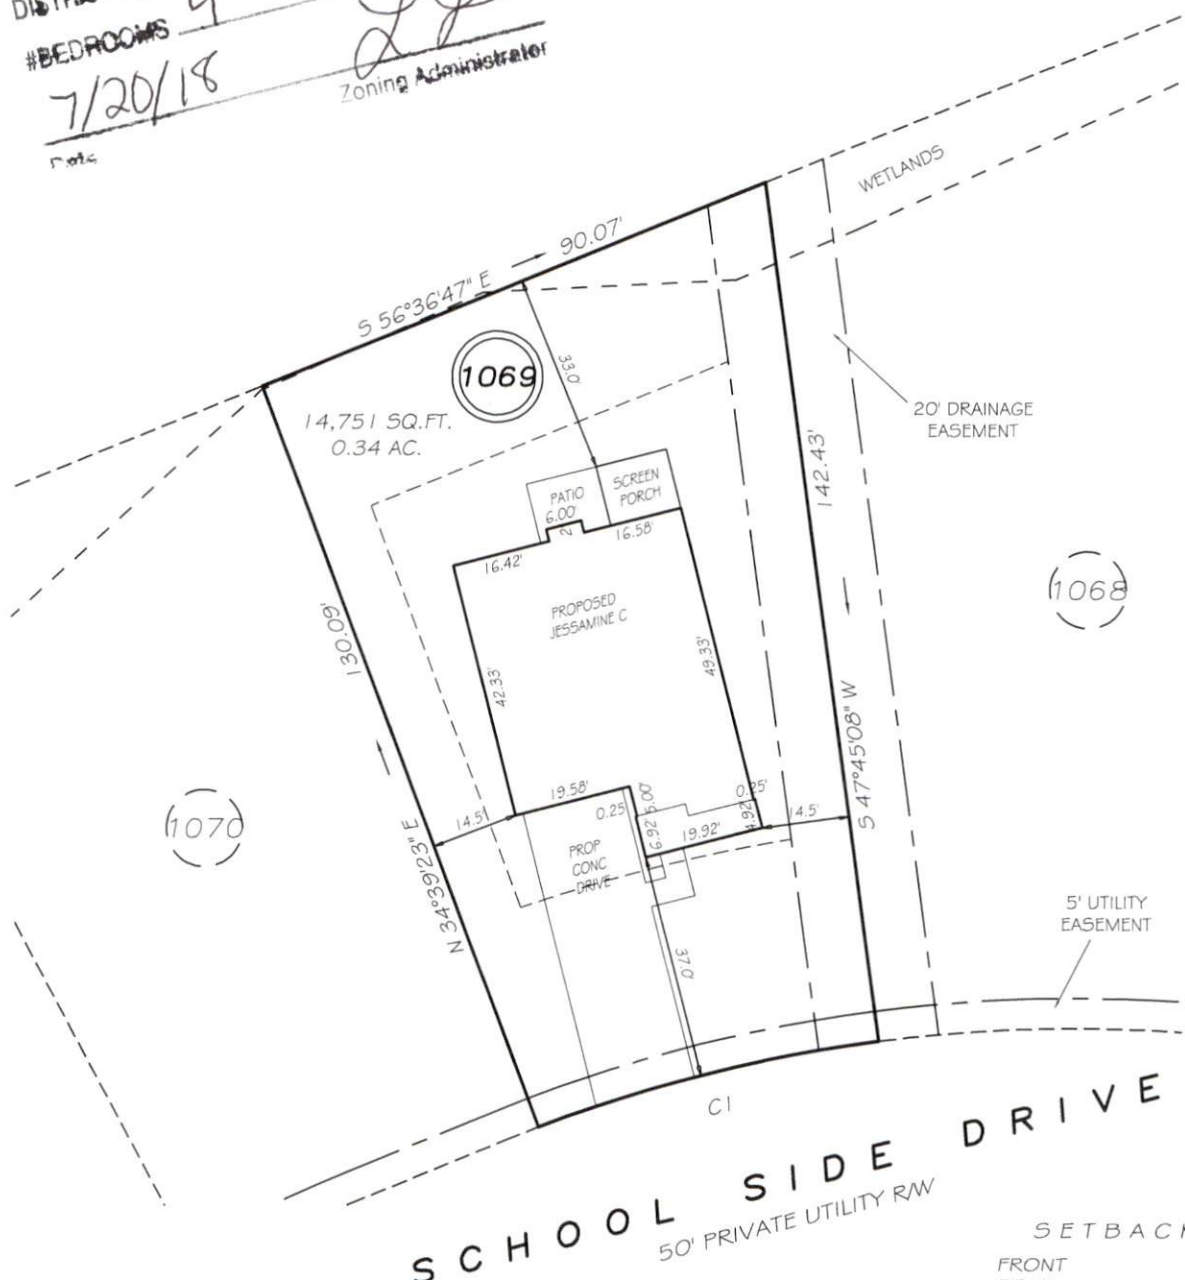 #BEDROOMS 4
7/20/18
Zoning Administrator
Date
WETLANDS
S 56°36'47" E
90.07'
1069
14,751 SQ.FT.
0.34 AC.
33.0'
20' DRAINAGE
EASEMENT
142.43'
PATIO
SCREEN
PORCH
6.00'
2'
16.58'
16.42'
PROPOSED
JESSAMINE C
1068
130.09'
42.33'
49.33'
S 47°45'08" W
1070
N 34°39'23" E
14.5'
19.58'
0.25'
5.00'
6.92'
0.25'
4.92'
19.92'
14.5'
PROP
CONC
DRIVE
37.0'
5' UTILITY
EASEMENT
C1
SCHOOL SIDE DRIVE
50' PRIVATE UTILITY R/W
FRONT